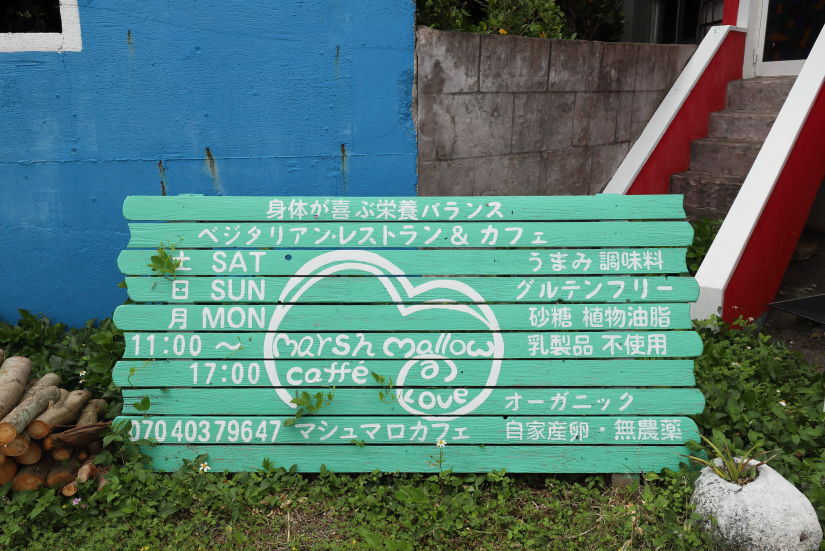 身体が喜ぶ栄養バランス
ベジタリアン・レストラン & カフェ
土 SAT
日 SUN
月 MON
11:00 〜
17:00
marsh mallow
caffé
love
うまみ 調味料
グルテンフリー
砂糖 植物油脂
乳製品 不使用
オーガニック
自家産卵・無農薬
07040379647 マシュマロカフェ